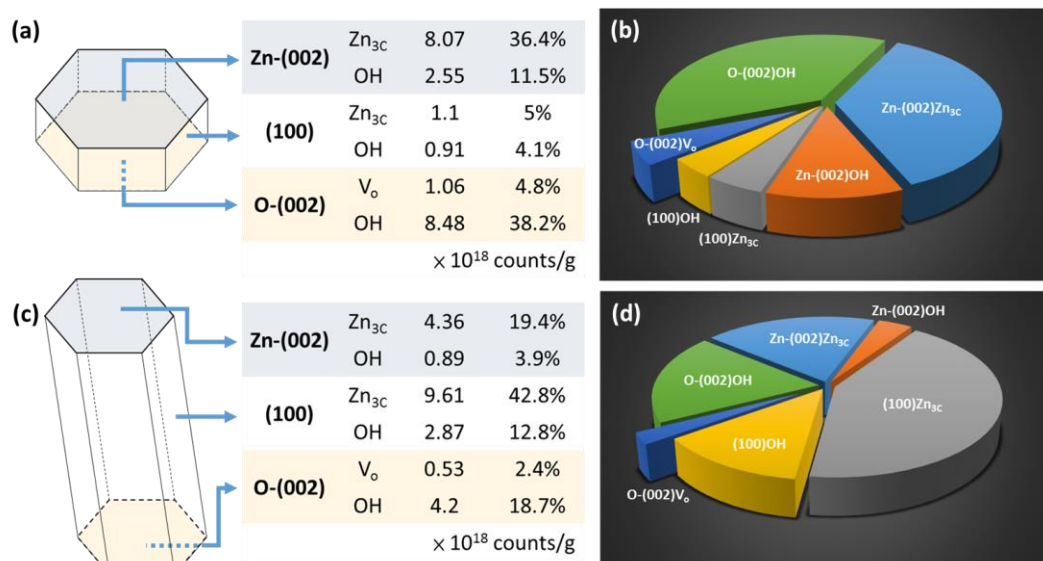 (a)
Zn-(002) Zn3C 8.07 36.4%
OH 2.55 11.5%
(100) Zn3C 1.1 5%
OH 0.91 4.1%
O-(002) Vo 1.06 4.8%
OH 8.48 38.2%
× 10^18 counts/g
(b)
O-(002)OH
Zn-(002)Zn3C
O-(002)Vo
Zn-(002)OH
(100)OH
(100)Zn3C
(c)
Zn-(002) Zn3C 4.36 19.4%
OH 0.89 3.9%
(100) Zn3C 9.61 42.8%
OH 2.87 12.8%
O-(002) Vo 0.53 2.4%
OH 4.2 18.7%
× 10^18 counts/g
(d)
Zn-(002)OH
Zn-(002)Zn3C
O-(002)OH
(100)Zn3C
(100)OH
O-(002)Vo